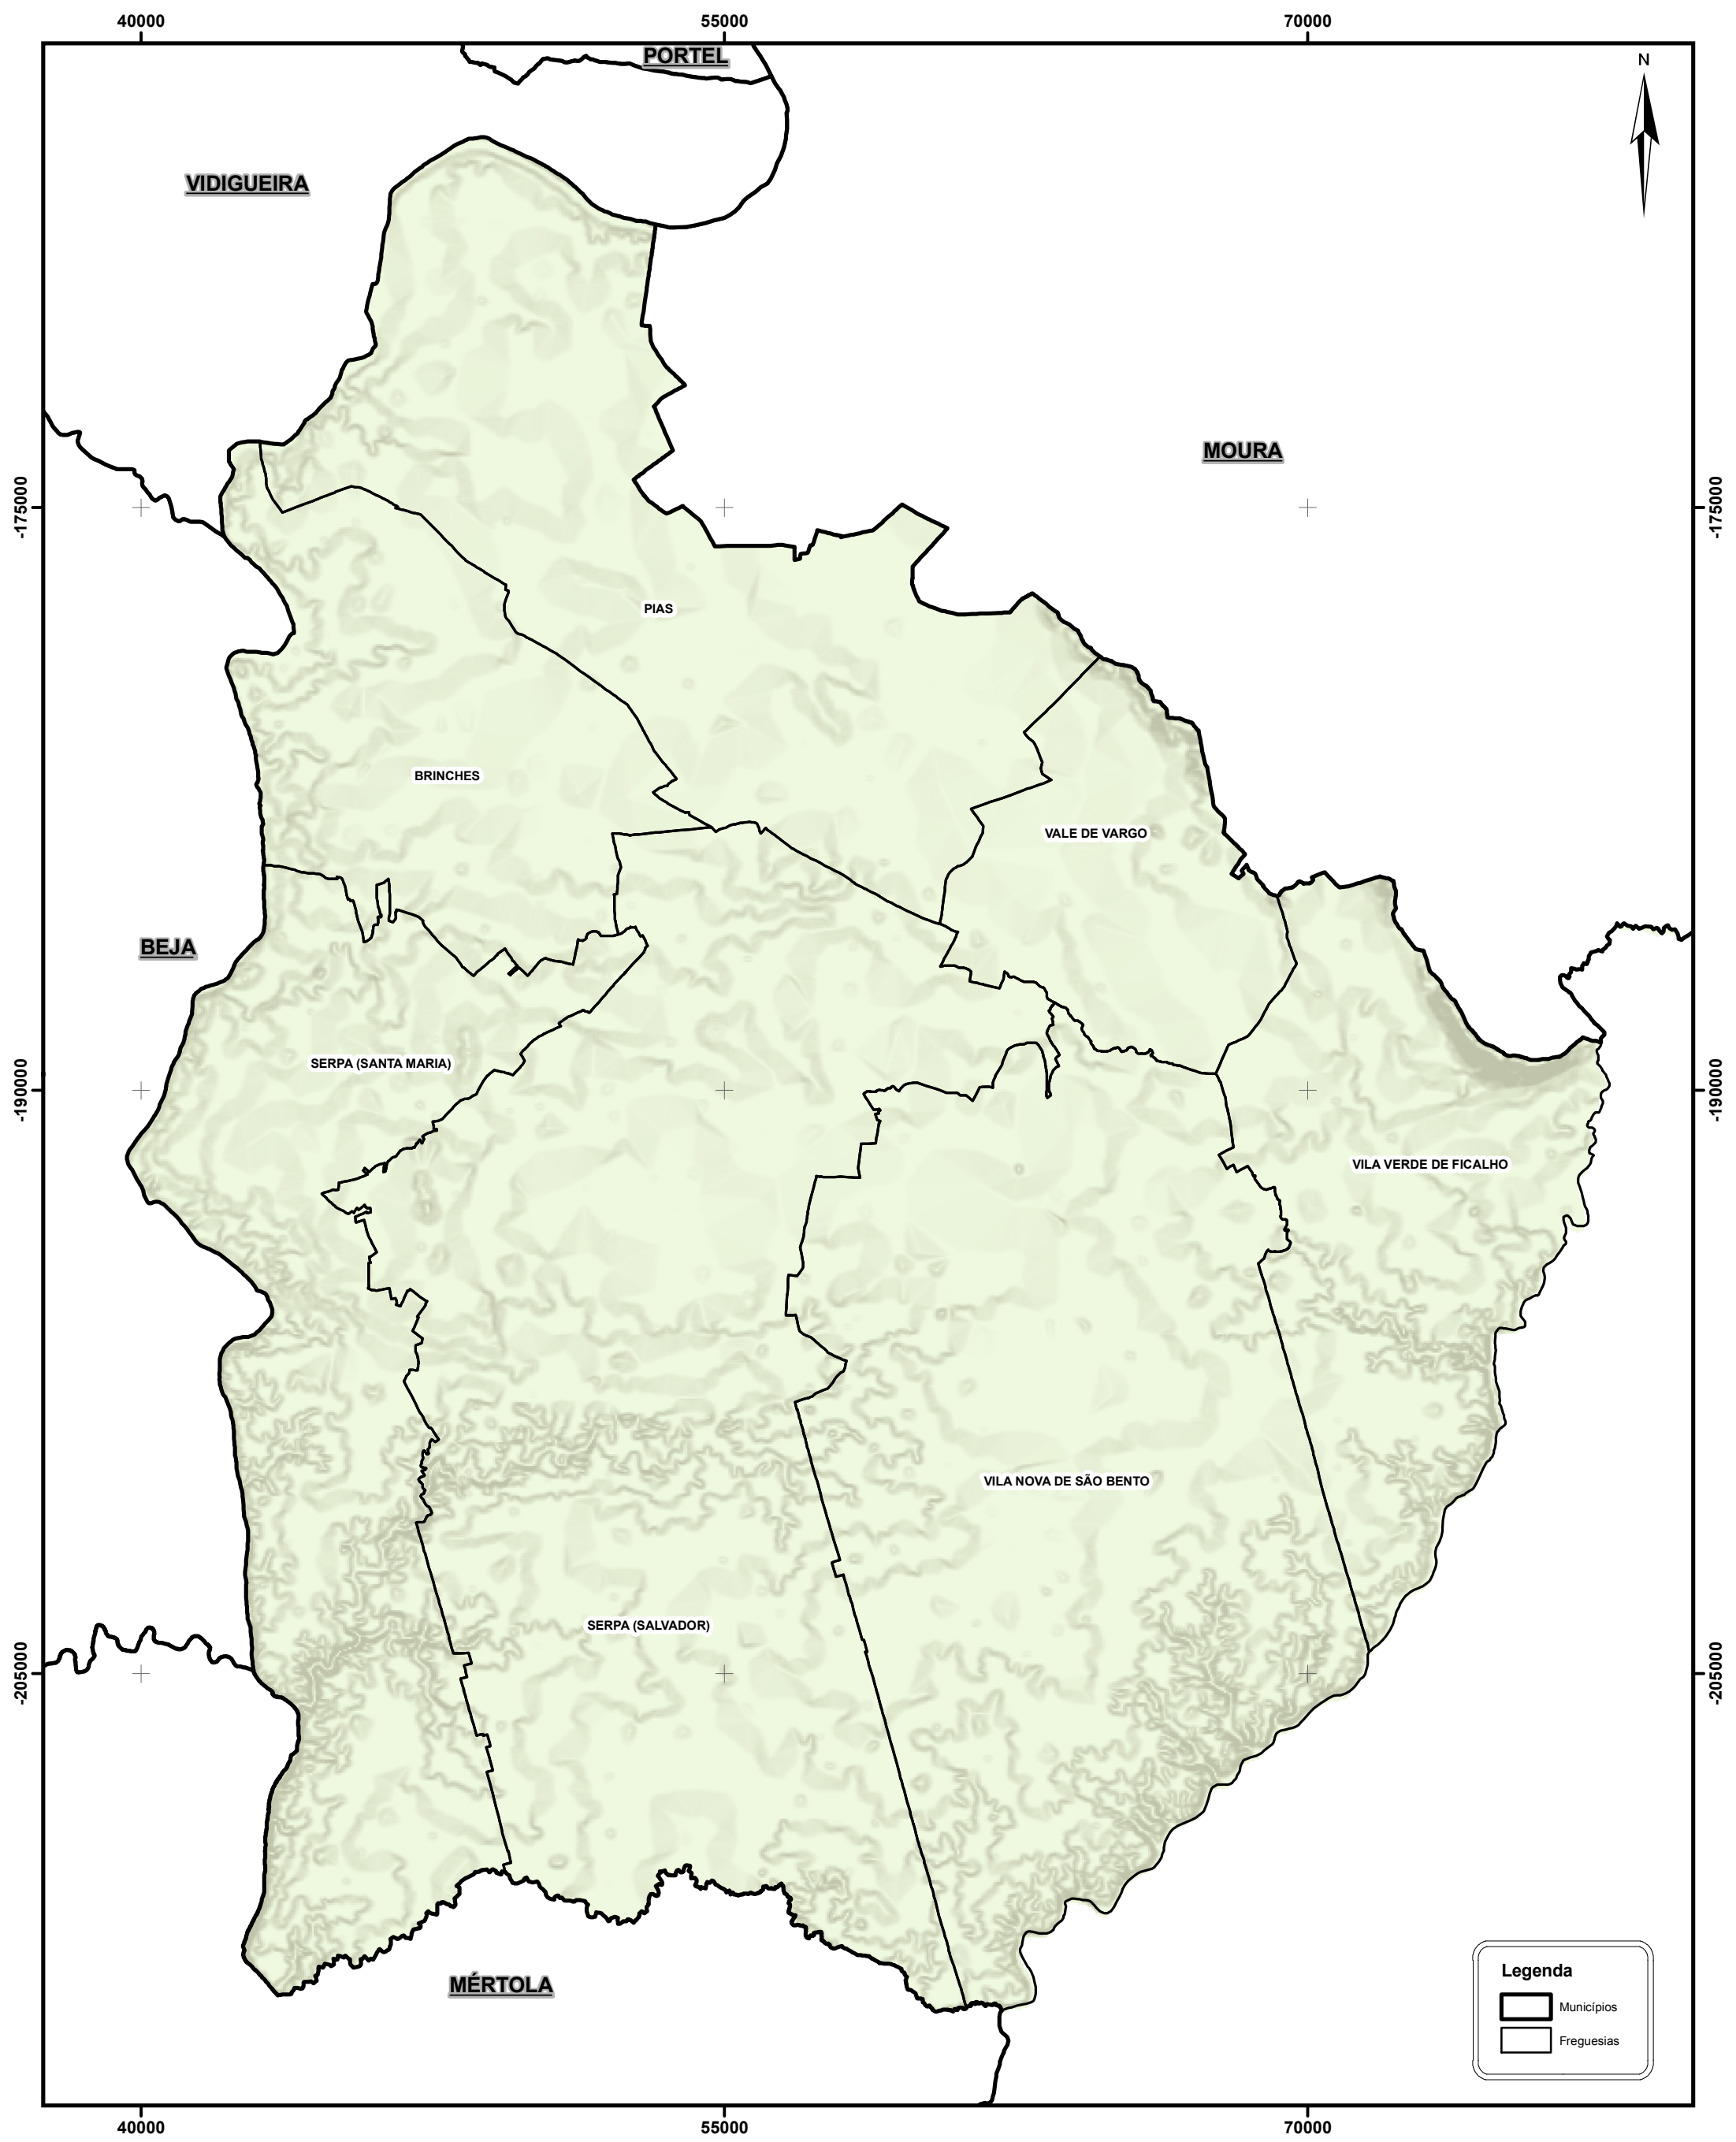 40000 55000 70000
PORTEL
N
VIDIGUEIRA
MOURA
-175000 -175000
PIAS
BRINCHES
VALE DE VARGO
BEJA
SERPA (SANTA MARIA)
-190000 -190000
VILA VERDE DE FICALHO
VILA NOVA DE SÃO BENTO
SERPA (SALVADOR)
-205000 -205000
MÉRTOLA
Legenda
Municípios
Freguesias
40000 55000 70000